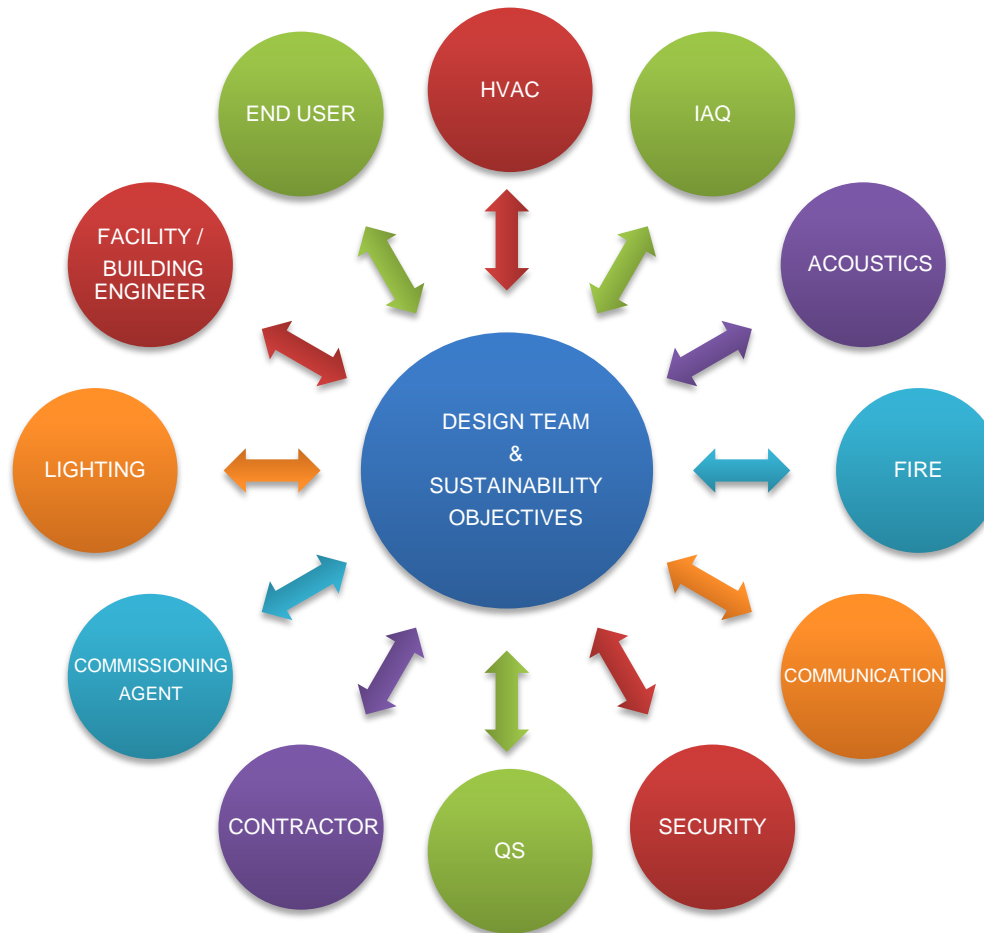 HVAC
END USER
IAQ
FACILITY /
BUILDING
ENGINEER
ACOUSTICS
DESIGN TEAM
&
SUSTAINABILITY
OBJECTIVES
LIGHTING
FIRE
COMMISSIONING
AGENT
COMMUNICATION
CONTRACTOR
SECURITY
QS